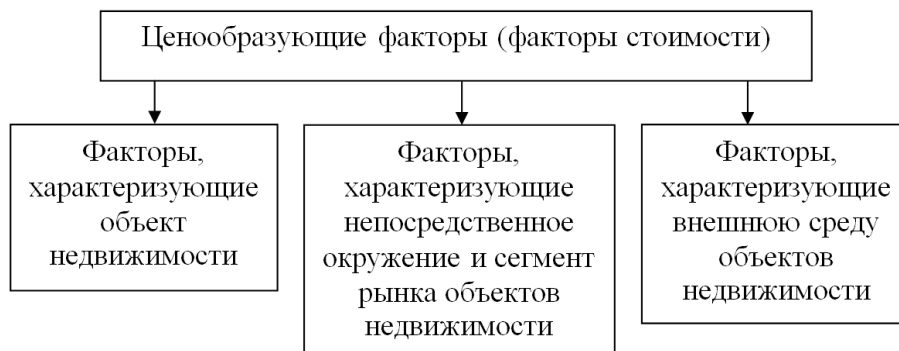 Ценообразующие факторы (факторы стоимости)
Факторы,
характеризующие
объект
недвижимости
Факторы,
характеризующие
непосредственное
окружение и сегмент
рынка объектов
недвижимости
Факторы,
характеризующие
внешнюю среду
объектов
недвижимости